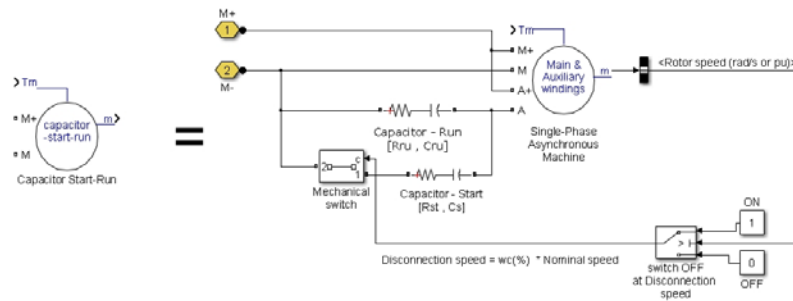 Tm
M+
M
capacitor
-start-run
m
Capacitor Start-Run
=
M+
1
2
M-
Tm
M+
M
A+
A
Main &
Auxiliary
windings
m
<Rotor speed (rad/s or pu)>
Single-Phase
Asynchronous
Machine
Capacitor - Run
[Rru , Cru]
2
c
1
Mechanical
switch
Capacitor - Start
[Rst , Cs]
Disconnection speed = wc(%) * Nominal speed
ON
1
>
0
OFF
switch OFF
at Disconnection
speed